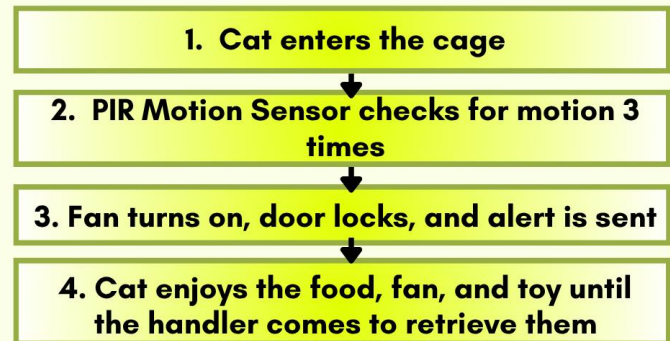 1. Cat enters the cage
2. PIR Motion Sensor checks for motion 3
times
3. Fan turns on, door locks, and alert is sent
4. Cat enjoys the food, fan, and toy until
the handler comes to retrieve them